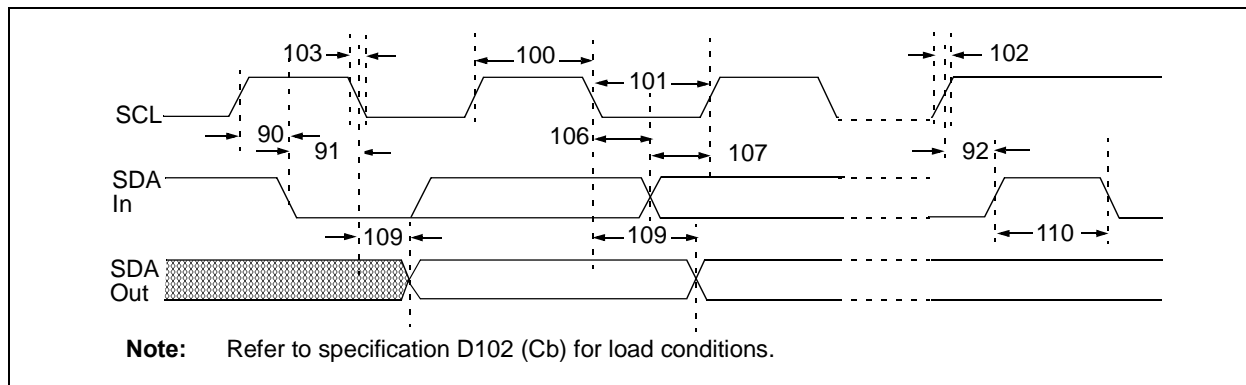 103
100
101
102
SCL
90
91
106
107
92
SDA
In
109
109
110
SDA
Out
Note: Refer to specification D102 (Cb) for load conditions.